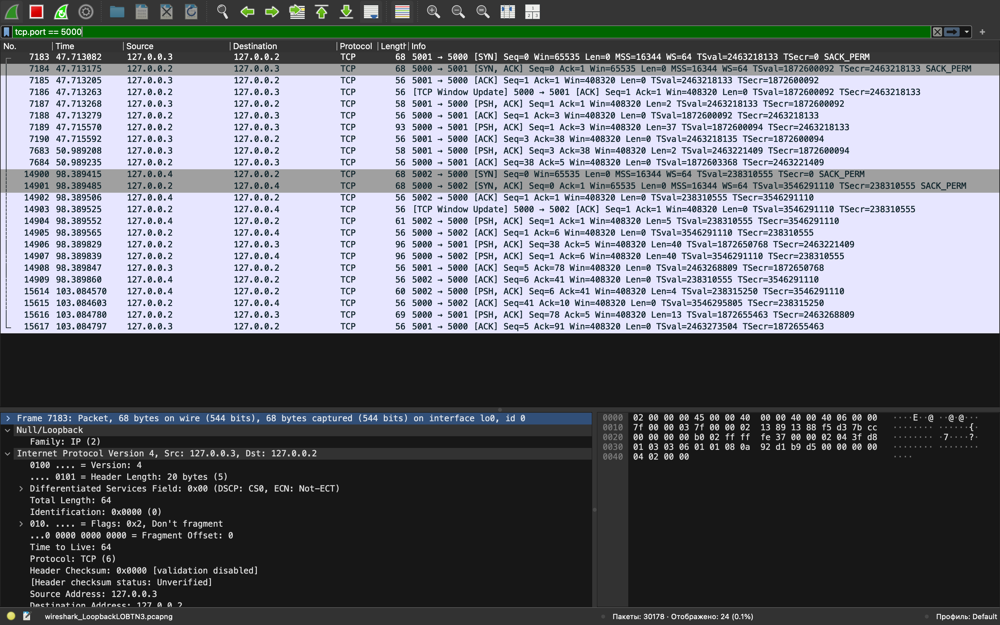 tcp.port == 5000
No. Time Source Destination Protocol Length Info
7183 47.713082 127.0.0.3 127.0.0.2 TCP 68 5001 → 5000 [SYN] Seq=0 Win=65535 Len=0 MSS=16344 WS=64 TSval=2463218133 TSecr=0 SACK_PERM
7184 47.713175 127.0.0.2 127.0.0.3 TCP 68 5000 → 5001 [SYN, ACK] Seq=0 Ack=1 Win=65535 Len=0 MSS=16344 WS=64 TSval=1872600092 TSecr=2463218133 SACK_PERM
7185 47.713205 127.0.0.3 127.0.0.2 TCP 56 5001 → 5000 [ACK] Seq=1 Ack=1 Win=408320 Len=0 TSval=2463218133 TSecr=1872600092
7186 47.713263 127.0.0.2 127.0.0.3 TCP 56 [TCP Window Update] 5000 → 5001 [ACK] Seq=1 Ack=1 Win=408320 Len=0 TSval=1872600092 TSecr=2463218133
7187 47.713268 127.0.0.3 127.0.0.2 TCP 58 5001 → 5000 [PSH, ACK] Seq=1 Ack=1 Win=408320 Len=2 TSval=2463218133 TSecr=1872600092
7188 47.713279 127.0.0.2 127.0.0.3 TCP 56 5000 → 5001 [ACK] Seq=1 Ack=3 Win=408320 Len=0 TSval=1872600092 TSecr=2463218133
7189 47.715570 127.0.0.2 127.0.0.3 TCP 93 5000 → 5001 [PSH, ACK] Seq=1 Ack=3 Win=408320 Len=37 TSval=1872600094 TSecr=2463218133
7190 47.715592 127.0.0.3 127.0.0.2 TCP 56 5001 → 5000 [ACK] Seq=3 Ack=38 Win=408320 Len=0 TSval=2463218135 TSecr=1872600094
7683 50.989208 127.0.0.3 127.0.0.2 TCP 58 5001 → 5000 [PSH, ACK] Seq=3 Ack=38 Win=408320 Len=2 TSval=2463221409 TSecr=1872600094
7684 50.989235 127.0.0.2 127.0.0.3 TCP 56 5000 → 5001 [ACK] Seq=38 Ack=5 Win=408320 Len=0 TSval=1872603368 TSecr=2463221409
14900 98.389415 127.0.0.4 127.0.0.2 TCP 68 5002 → 5000 [SYN] Seq=0 Win=65535 Len=0 MSS=16344 WS=64 TSval=238310555 TSecr=0 SACK_PERM
14901 98.389485 127.0.0.2 127.0.0.4 TCP 68 5000 → 5002 [SYN, ACK] Seq=0 Ack=1 Win=65535 Len=0 MSS=16344 WS=64 TSval=3546291110 TSecr=238310555 SACK_PERM
14902 98.389506 127.0.0.4 127.0.0.2 TCP 56 5002 → 5000 [ACK] Seq=1 Ack=1 Win=408320 Len=0 TSval=238310555 TSecr=3546291110
14903 98.389525 127.0.0.2 127.0.0.4 TCP 56 [TCP Window Update] 5000 → 5002 [ACK] Seq=1 Ack=1 Win=408320 Len=0 TSval=3546291110 TSecr=238310555
14904 98.389552 127.0.0.4 127.0.0.2 TCP 61 5002 → 5000 [PSH, ACK] Seq=1 Ack=1 Win=408320 Len=5 TSval=238310555 TSecr=3546291110
14905 98.389565 127.0.0.2 127.0.0.4 TCP 56 5000 → 5002 [ACK] Seq=1 Ack=6 Win=408320 Len=0 TSval=3546291110 TSecr=238310555
14906 98.389829 127.0.0.2 127.0.0.3 TCP 96 5000 → 5001 [PSH, ACK] Seq=38 Ack=5 Win=408320 Len=40 TSval=1872650768 TSecr=2463221409
14907 98.389839 127.0.0.2 127.0.0.4 TCP 96 5000 → 5002 [PSH, ACK] Seq=1 Ack=6 Win=408320 Len=40 TSval=3546291110 TSecr=238310555
14908 98.389847 127.0.0.3 127.0.0.2 TCP 56 5001 → 5000 [ACK] Seq=5 Ack=78 Win=408320 Len=0 TSval=2463268809 TSecr=1872650768
14909 98.389860 127.0.0.4 127.0.0.2 TCP 56 5002 → 5000 [ACK] Seq=6 Ack=41 Win=408320 Len=0 TSval=238310555 TSecr=3546291110
15614 103.084570 127.0.0.4 127.0.0.2 TCP 60 5002 → 5000 [PSH, ACK] Seq=6 Ack=41 Win=408320 Len=4 TSval=238315250 TSecr=3546291110
15615 103.084603 127.0.0.2 127.0.0.4 TCP 56 5000 → 5002 [ACK] Seq=41 Ack=10 Win=408320 Len=0 TSval=3546295805 TSecr=238315250
15616 103.084780 127.0.0.2 127.0.0.3 TCP 69 5000 → 5001 [PSH, ACK] Seq=78 Ack=5 Win=408320 Len=13 TSval=1872655463 TSecr=2463268809
15617 103.084797 127.0.0.3 127.0.0.2 TCP 56 5001 → 5000 [ACK] Seq=5 Ack=91 Win=408320 Len=0 TSval=2463273504 TSecr=1872655463
Frame 7183: Packet, 68 bytes on wire (544 bits), 68 bytes captured (544 bits) on interface lo0, id 0
Null/Loopback
Family: IP (2)
Internet Protocol Version 4, Src: 127.0.0.3, Dst: 127.0.0.2
0100 .... = Version: 4
.... 0101 = Header Length: 20 bytes (5)
Differentiated Services Field: 0x00 (DSCP: CS0, ECN: Not-ECT)
Total Length: 64
Identification: 0x0000 (0)
010. .... = Flags: 0x2, Don't fragment
...0 0000 0000 0000 = Fragment Offset: 0
Time to Live: 64
Protocol: TCP (6)
Header Checksum: 0x0000 [validation disabled]
[Header checksum status: Unverified]
Source Address: 127.0.0.3
Destination Address: 127.0.0.2
0000 02 00 00 00 45 00 00 40 00 00 40 00 40 06 00 00 ····E··@ ··@·@···
0010 7f 00 00 03 7f 00 00 02 13 89 13 88 f5 d3 7b cc ········ ······{·
0020 00 00 00 00 b0 02 ff ff fe 37 00 00 02 04 3f d8 ········ ·7····?·
0030 01 03 03 06 01 01 08 0a 92 d1 b9 d5 00 00 00 00 ········ ········
0040 04 02 00 00 ····
wireshark_LoopbackLOBTN3.pcapng
Пакеты: 30178 · Отображено: 24 (0.1%)
Профиль: Default